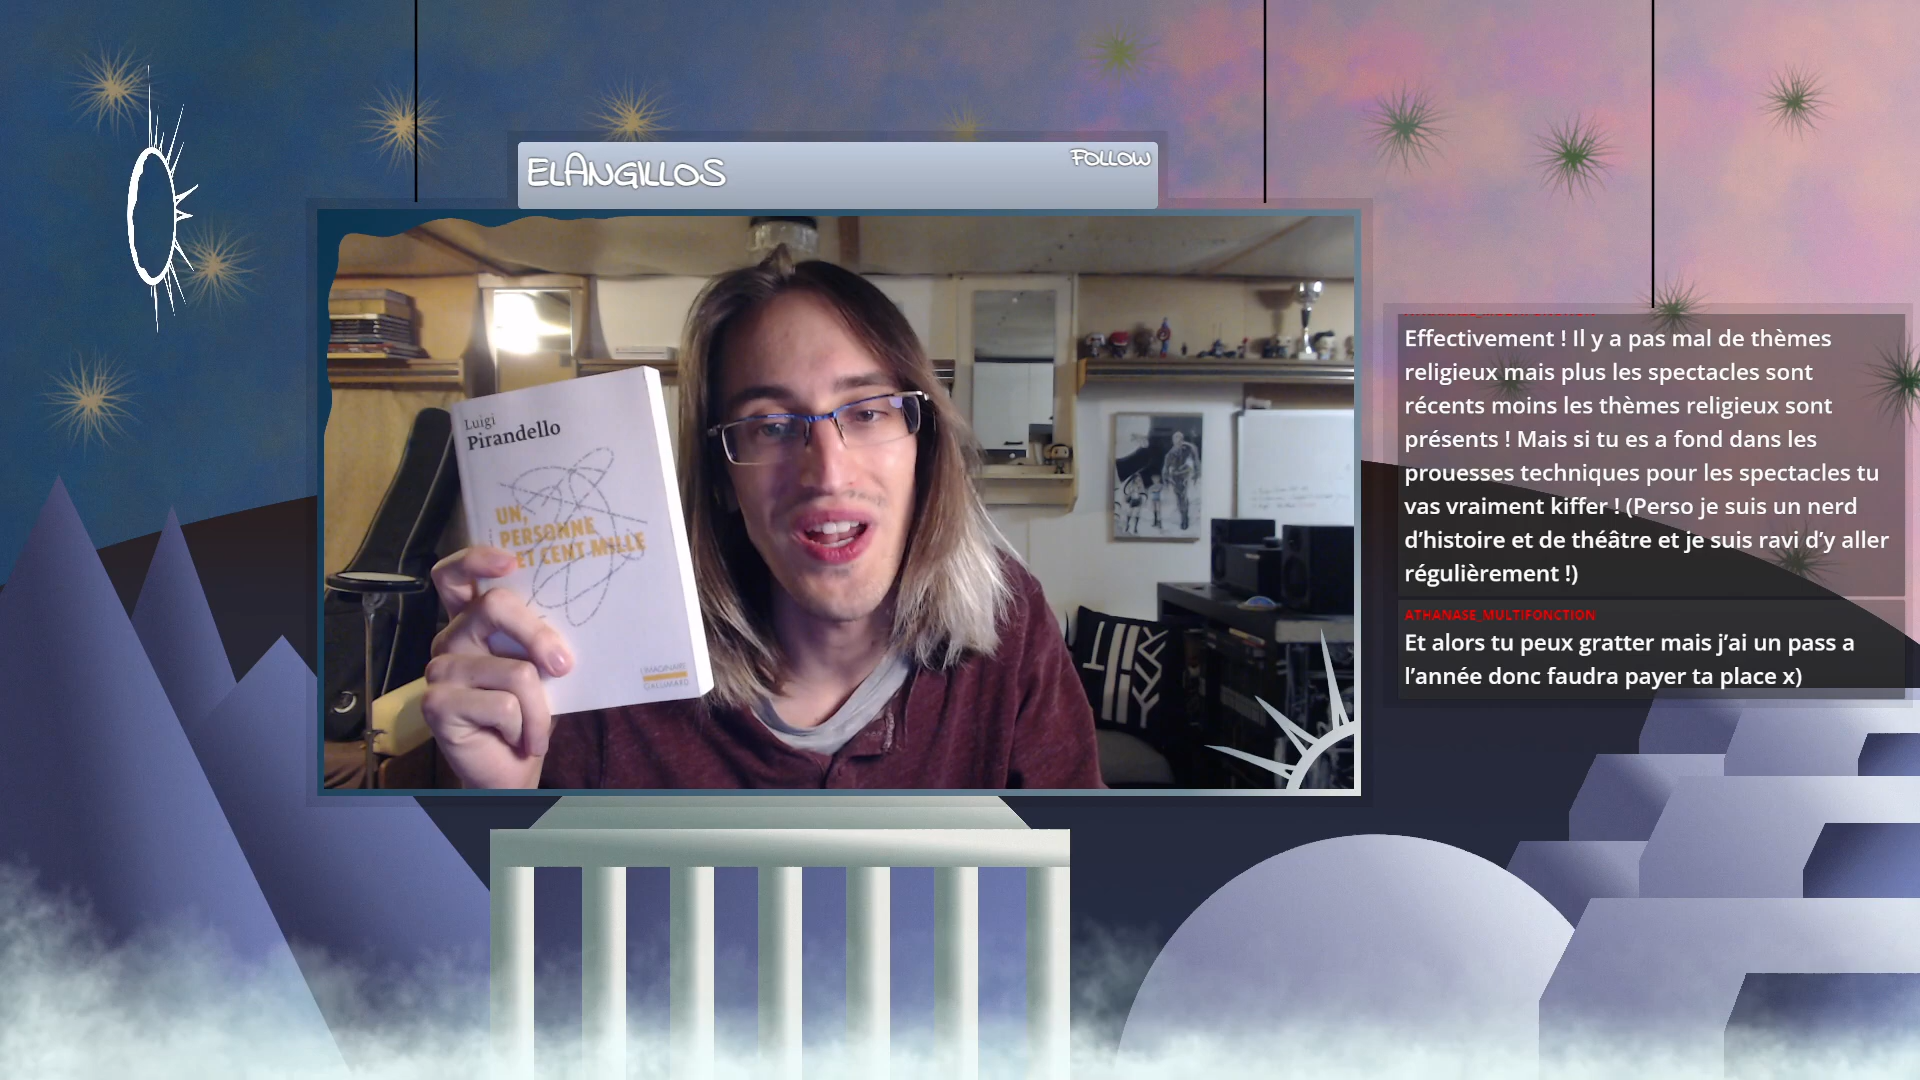 ELANGILLOS
FOLLOW
Luigi
Pirandello
UN,
PERSONNE
ET CENT MILLE
L'IMAGINAIRE
GALLIMARD
Effectivement ! Il y a pas mal de thèmes
religieux mais plus les spectacles sont
récents moins les thèmes religieux sont
présents ! Mais si tu es a fond dans les
prouesses techniques pour les spectacles tu
vas vraiment kiffer ! (Perso je suis un nerd
d’histoire et de théâtre et je suis ravi d’y aller
régulièrement !)
ATHANASE_MULTIFONCTION
Et alors tu peux gratter mais j’ai un pass a
l’année donc faudra payer ta place x)